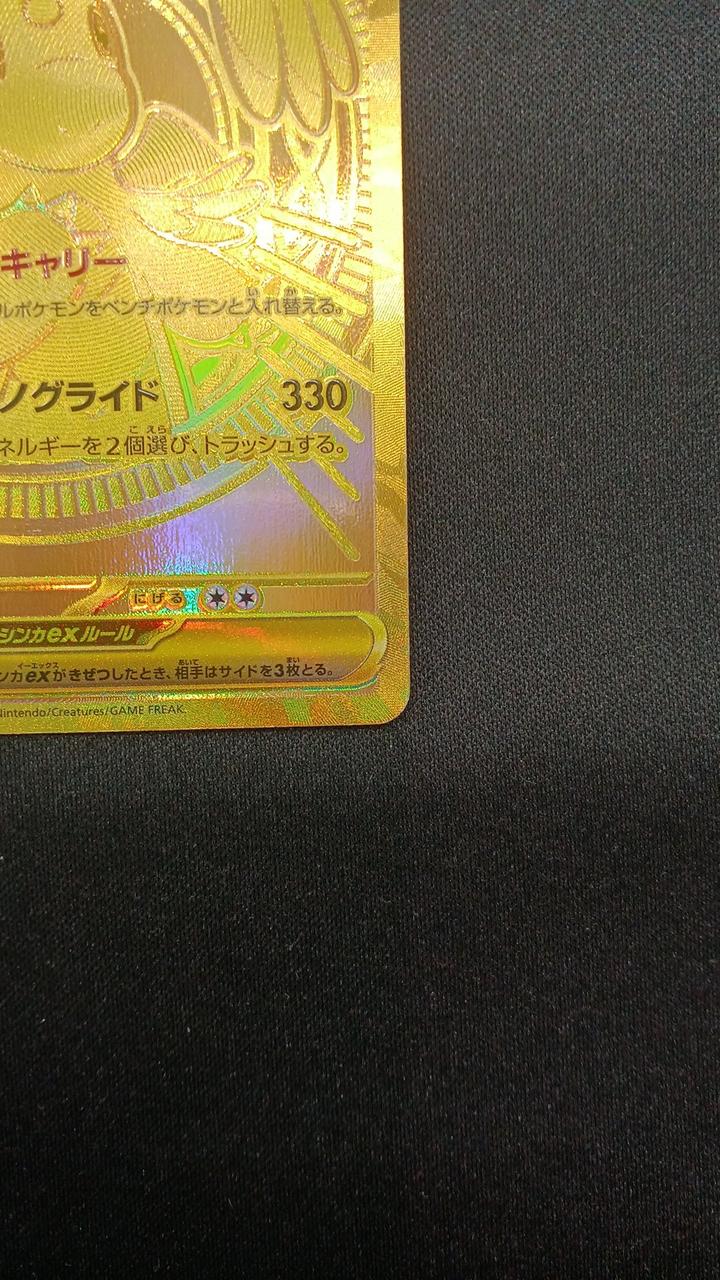 キャリー
ルポケモンをベンチポケモンと入れ替える。
ノグライド 330
ネルギーを2個選び、トラッシュする。
にげる
シンカexルール
ンカexがきぜつしたとき、相手はサイドを3枚とる。
Nintendo/Creatures/GAME FREAK.